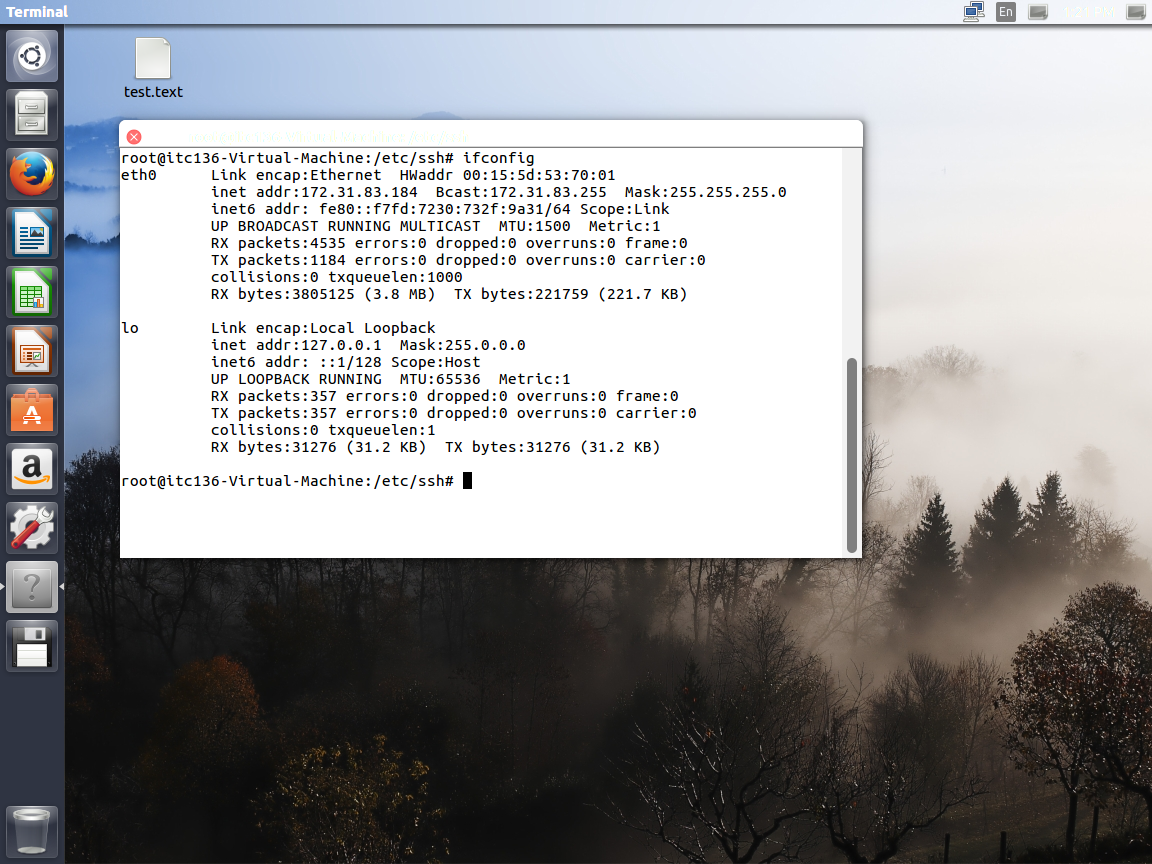 Terminal
En
test.text
root@itc136-Virtual-Machine:/etc/ssh# ifconfig
eth0 Link encap:Ethernet HWaddr 00:15:5d:53:70:01
inet addr:172.31.83.184 Bcast:172.31.83.255 Mask:255.255.255.0
inet6 addr: fe80::f7fd:7230:732f:9a31/64 Scope:Link
UP BROADCAST RUNNING MULTICAST MTU:1500 Metric:1
RX packets:4535 errors:0 dropped:0 overruns:0 frame:0
TX packets:1184 errors:0 dropped:0 overruns:0 carrier:0
collisions:0 txqueuelen:1000
RX bytes:3805125 (3.8 MB) TX bytes:221759 (221.7 KB)
lo Link encap:Local Loopback
inet addr:127.0.0.1 Mask:255.0.0.0
inet6 addr: ::1/128 Scope:Host
UP LOOPBACK RUNNING MTU:65536 Metric:1
RX packets:357 errors:0 dropped:0 overruns:0 frame:0
TX packets:357 errors:0 dropped:0 overruns:0 carrier:0
collisions:0 txqueuelen:1
RX bytes:31276 (31.2 KB) TX bytes:31276 (31.2 KB)
root@itc136-Virtual-Machine:/etc/ssh#